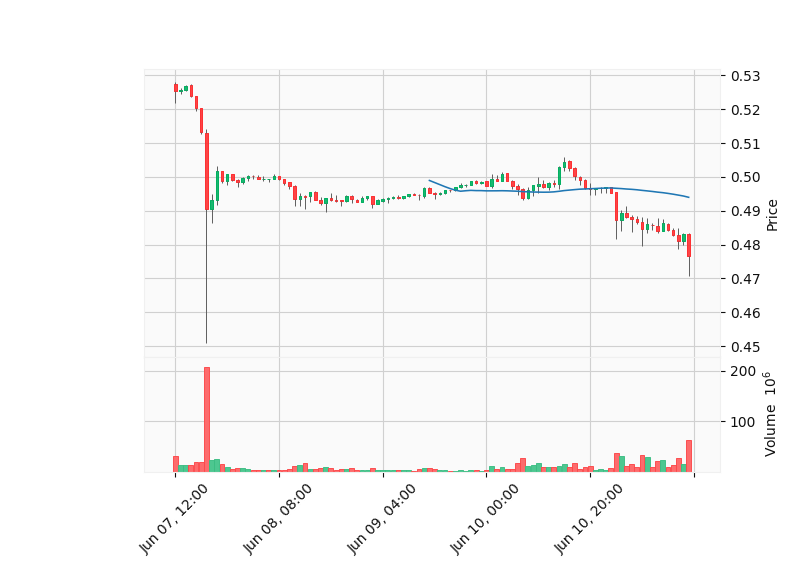 0.53
0.52
0.51
0.50
0.49
0.48
0.47
0.46
0.45
Price
200
100
Volume 10⁶
Jun 07, 12:00
Jun 08, 08:00
Jun 09, 04:00
Jun 10, 00:00
Jun 10, 20:00